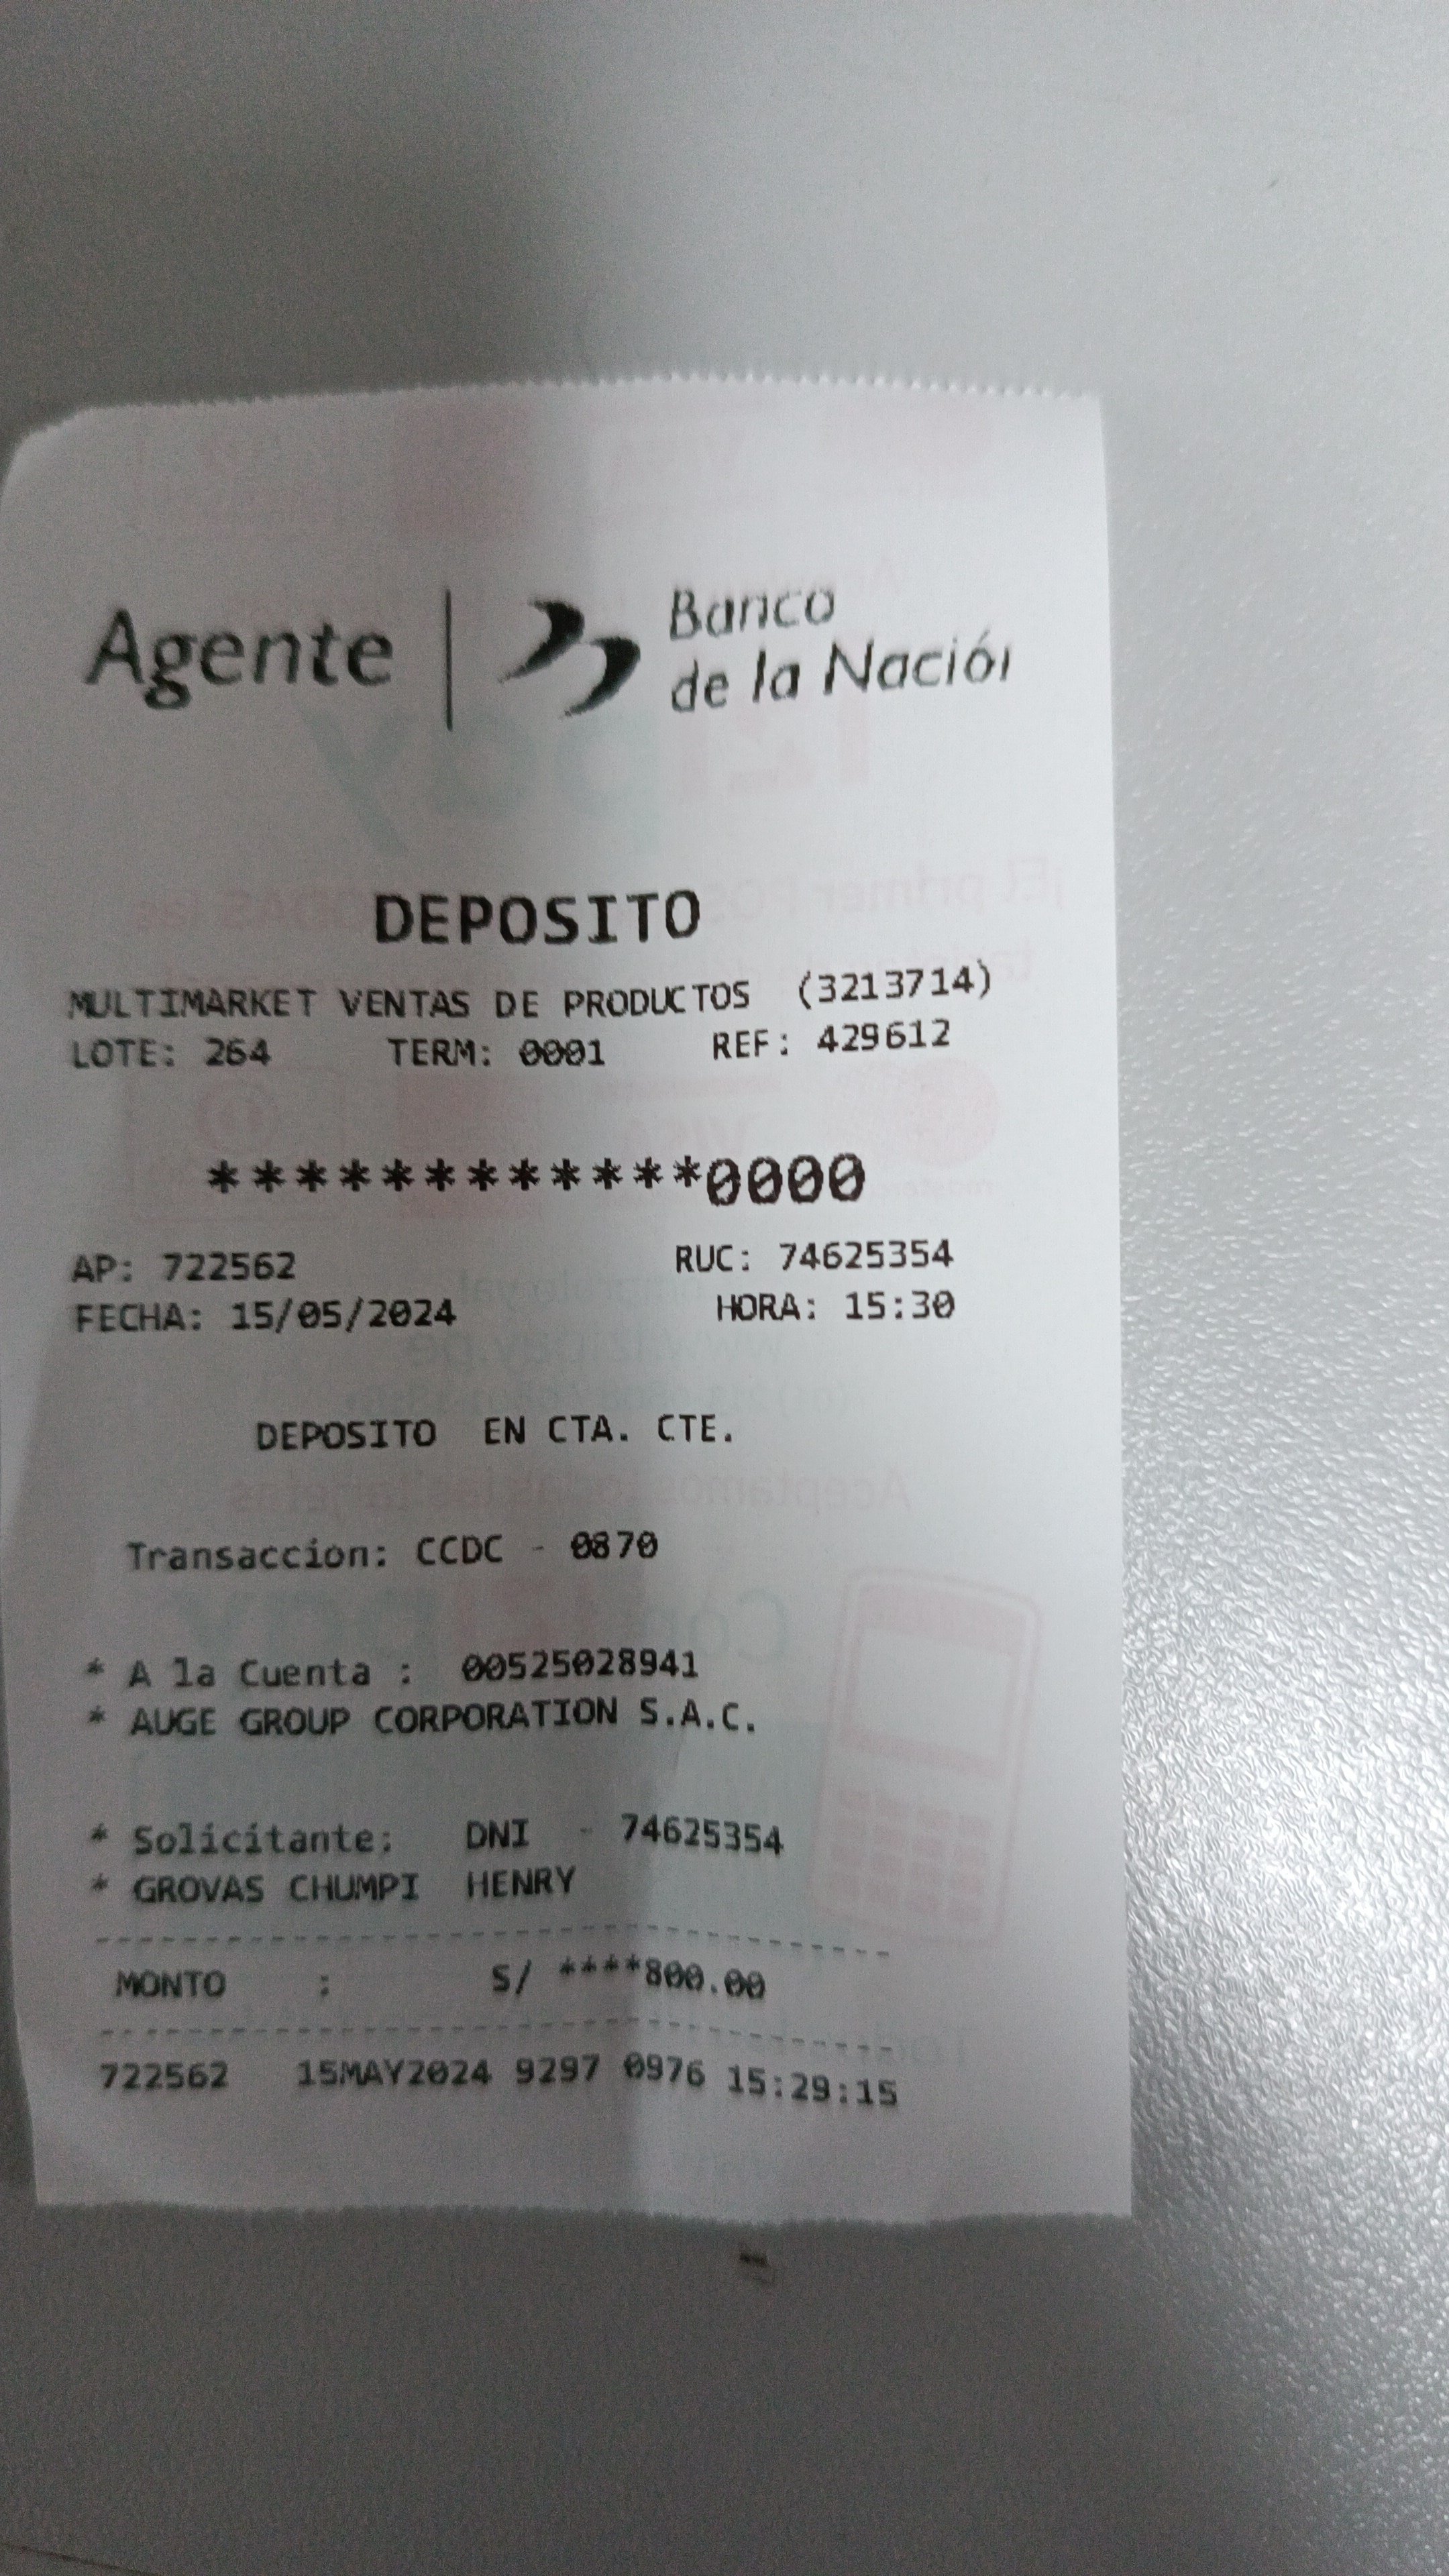 Agente | Banco
de la Nación
DEPOSITO
MULTIMARKET VENTAS DE PRODUCTOS (3213714)
LOTE: 264 TERM: 0001 REF: 429612
************0000
AP: 722562 RUC: 74625354
FECHA: 15/05/2024 HORA: 15:30
DEPOSITO EN CTA. CTE.
Transaccion: CCDC - 0870
* A la Cuenta : 00525028941
* AUGE GROUP CORPORATION S.A.C.
* Solicitante: DNI - 74625354
* GROVAS CHUMPI HENRY
MONTO : S/ ****800.00
722562 15MAY2024 9297 0976 15:29:15